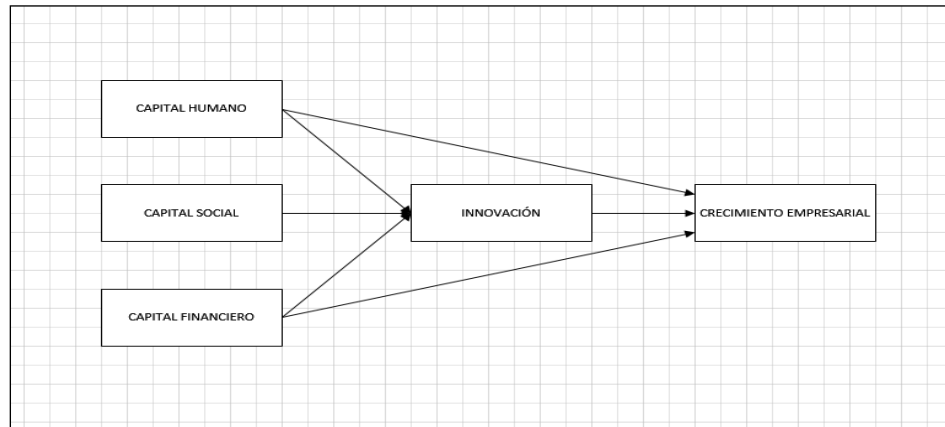 CAPITAL HUMANO
CAPITAL SOCIAL
INNOVACIÓN
CRECIMIENTO EMPRESARIAL
CAPITAL FINANCIERO